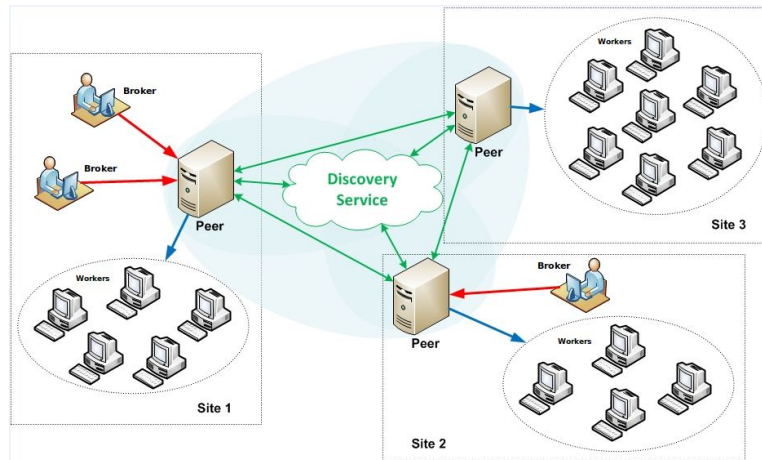 Broker
Broker
Peer
Workers
Site 1
Discovery
Service
Peer
Workers
Site 3
Peer
Broker
Workers
Site 2